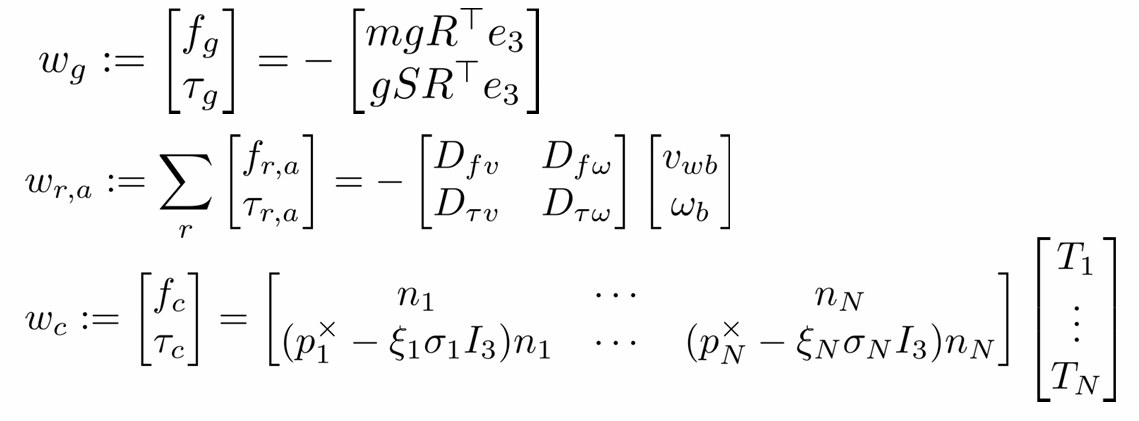 w_g := \begin{bmatrix} f_g \\ \tau_g \end{bmatrix} = - \begin{bmatrix} mgR^\top e_3 \\ gSR^\top e_3 \end{bmatrix}
w_{r,a} := \sum_r \begin{bmatrix} f_{r,a} \\ \tau_{r,a} \end{bmatrix} = - \begin{bmatrix} D_{fv} & D_{f\omega} \\ D_{\tau v} & D_{\tau\omega} \end{bmatrix} \begin{bmatrix} v_{wb} \\ \omega_b \end{bmatrix}
w_c := \begin{bmatrix} f_c \\ \tau_c \end{bmatrix} = \begin{bmatrix} n_1 & \cdots & n_N \\ (p_1^\times - \xi_1\sigma_1 I_3)n_1 & \cdots & (p_N^\times - \xi_N\sigma_N I_3)n_N \end{bmatrix} \begin{bmatrix} T_1 \\ \vdots \\ T_N \end{bmatrix}